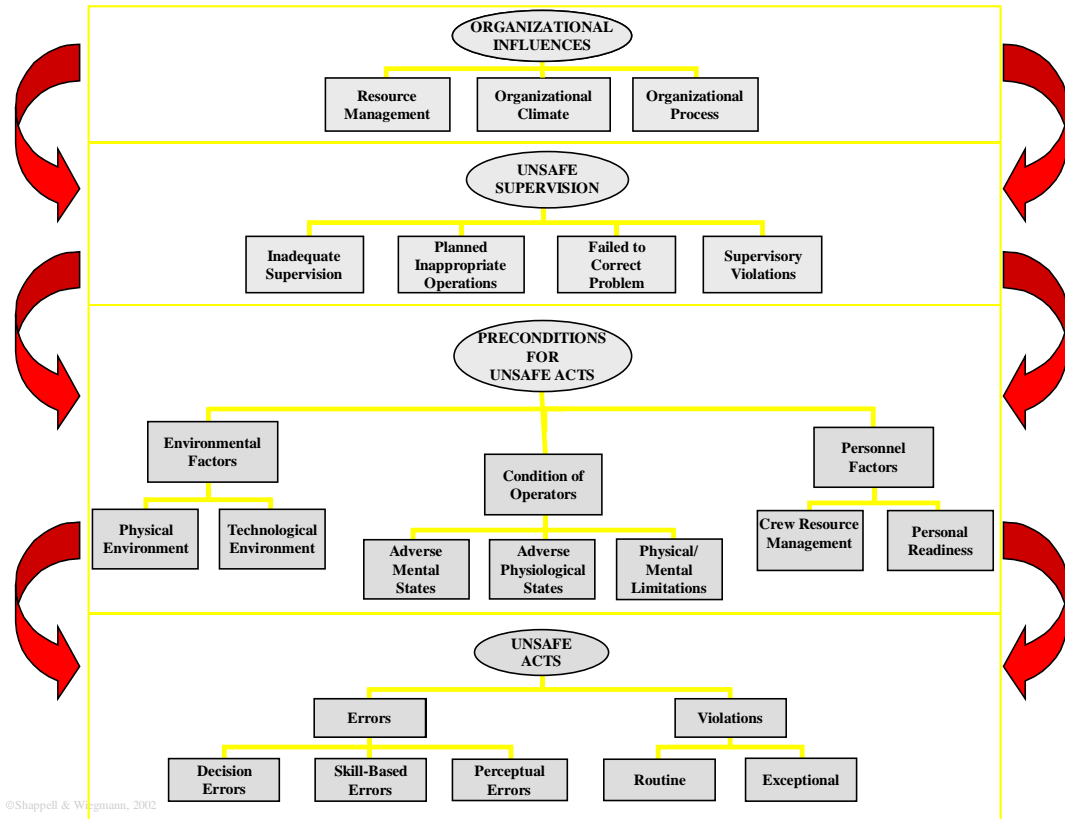 ORGANIZATIONAL
INFLUENCES
Resource
Management
Organizational
Climate
Organizational
Process
UNSAFE
SUPERVISION
Inadequate
Supervision
Planned
Inappropriate
Operations
Failed to
Correct
Problem
Supervisory
Violations
PRECONDITIONS
FOR
UNSAFE ACTS
Environmental
Factors
Physical
Environment
Technological
Environment
Condition of
Operators
Adverse
Mental
States
Adverse
Physiological
States
Physical/
Mental
Limitations
Personnel
Factors
Crew Resource
Management
Personal
Readiness
UNSAFE
ACTS
Errors
Decision
Errors
Skill-Based
Errors
Perceptual
Errors
Violations
Routine
Exceptional
©Shappell & Wiegmann, 2002